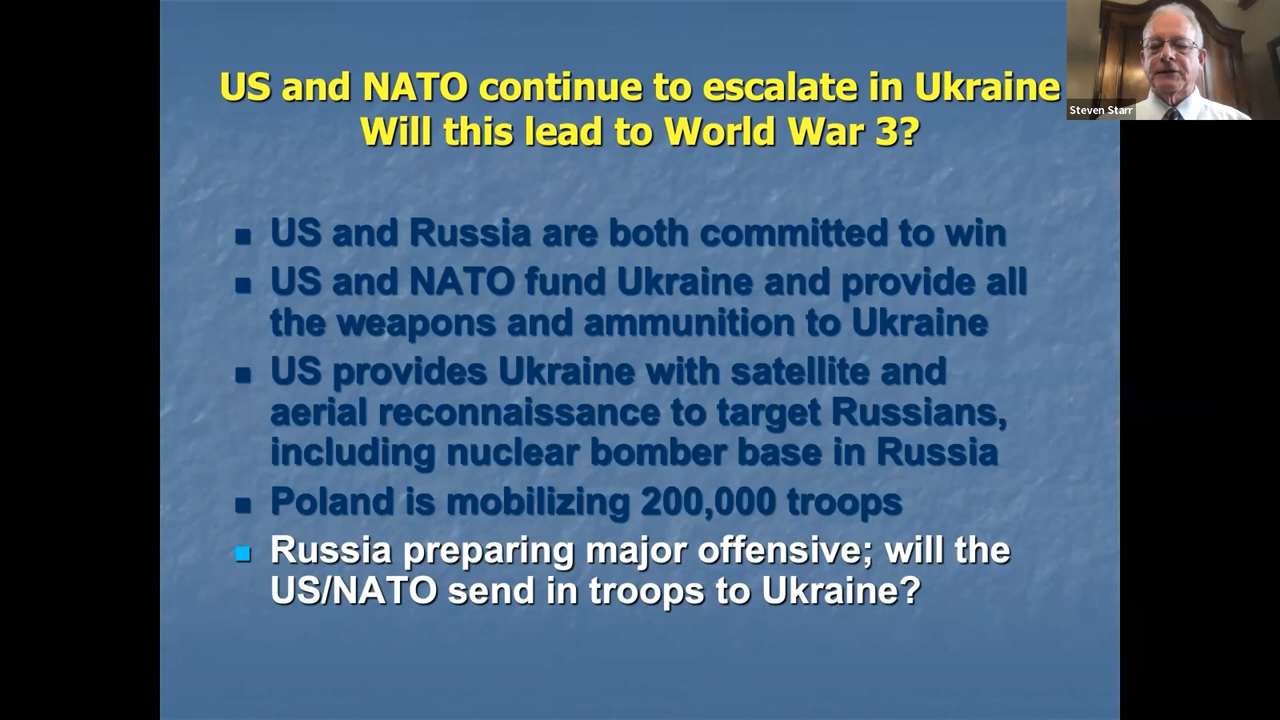 US and NATO continue to escalate in Ukraine
Will this lead to World War 3?
Steven Starr
US and Russia are both committed to win
US and NATO fund Ukraine and provide all
the weapons and ammunition to Ukraine
US provides Ukraine with satellite and
aerial reconnaissance to target Russians,
including nuclear bomber base in Russia
Poland is mobilizing 200,000 troops
Russia preparing major offensive; will the
US/NATO send in troops to Ukraine?